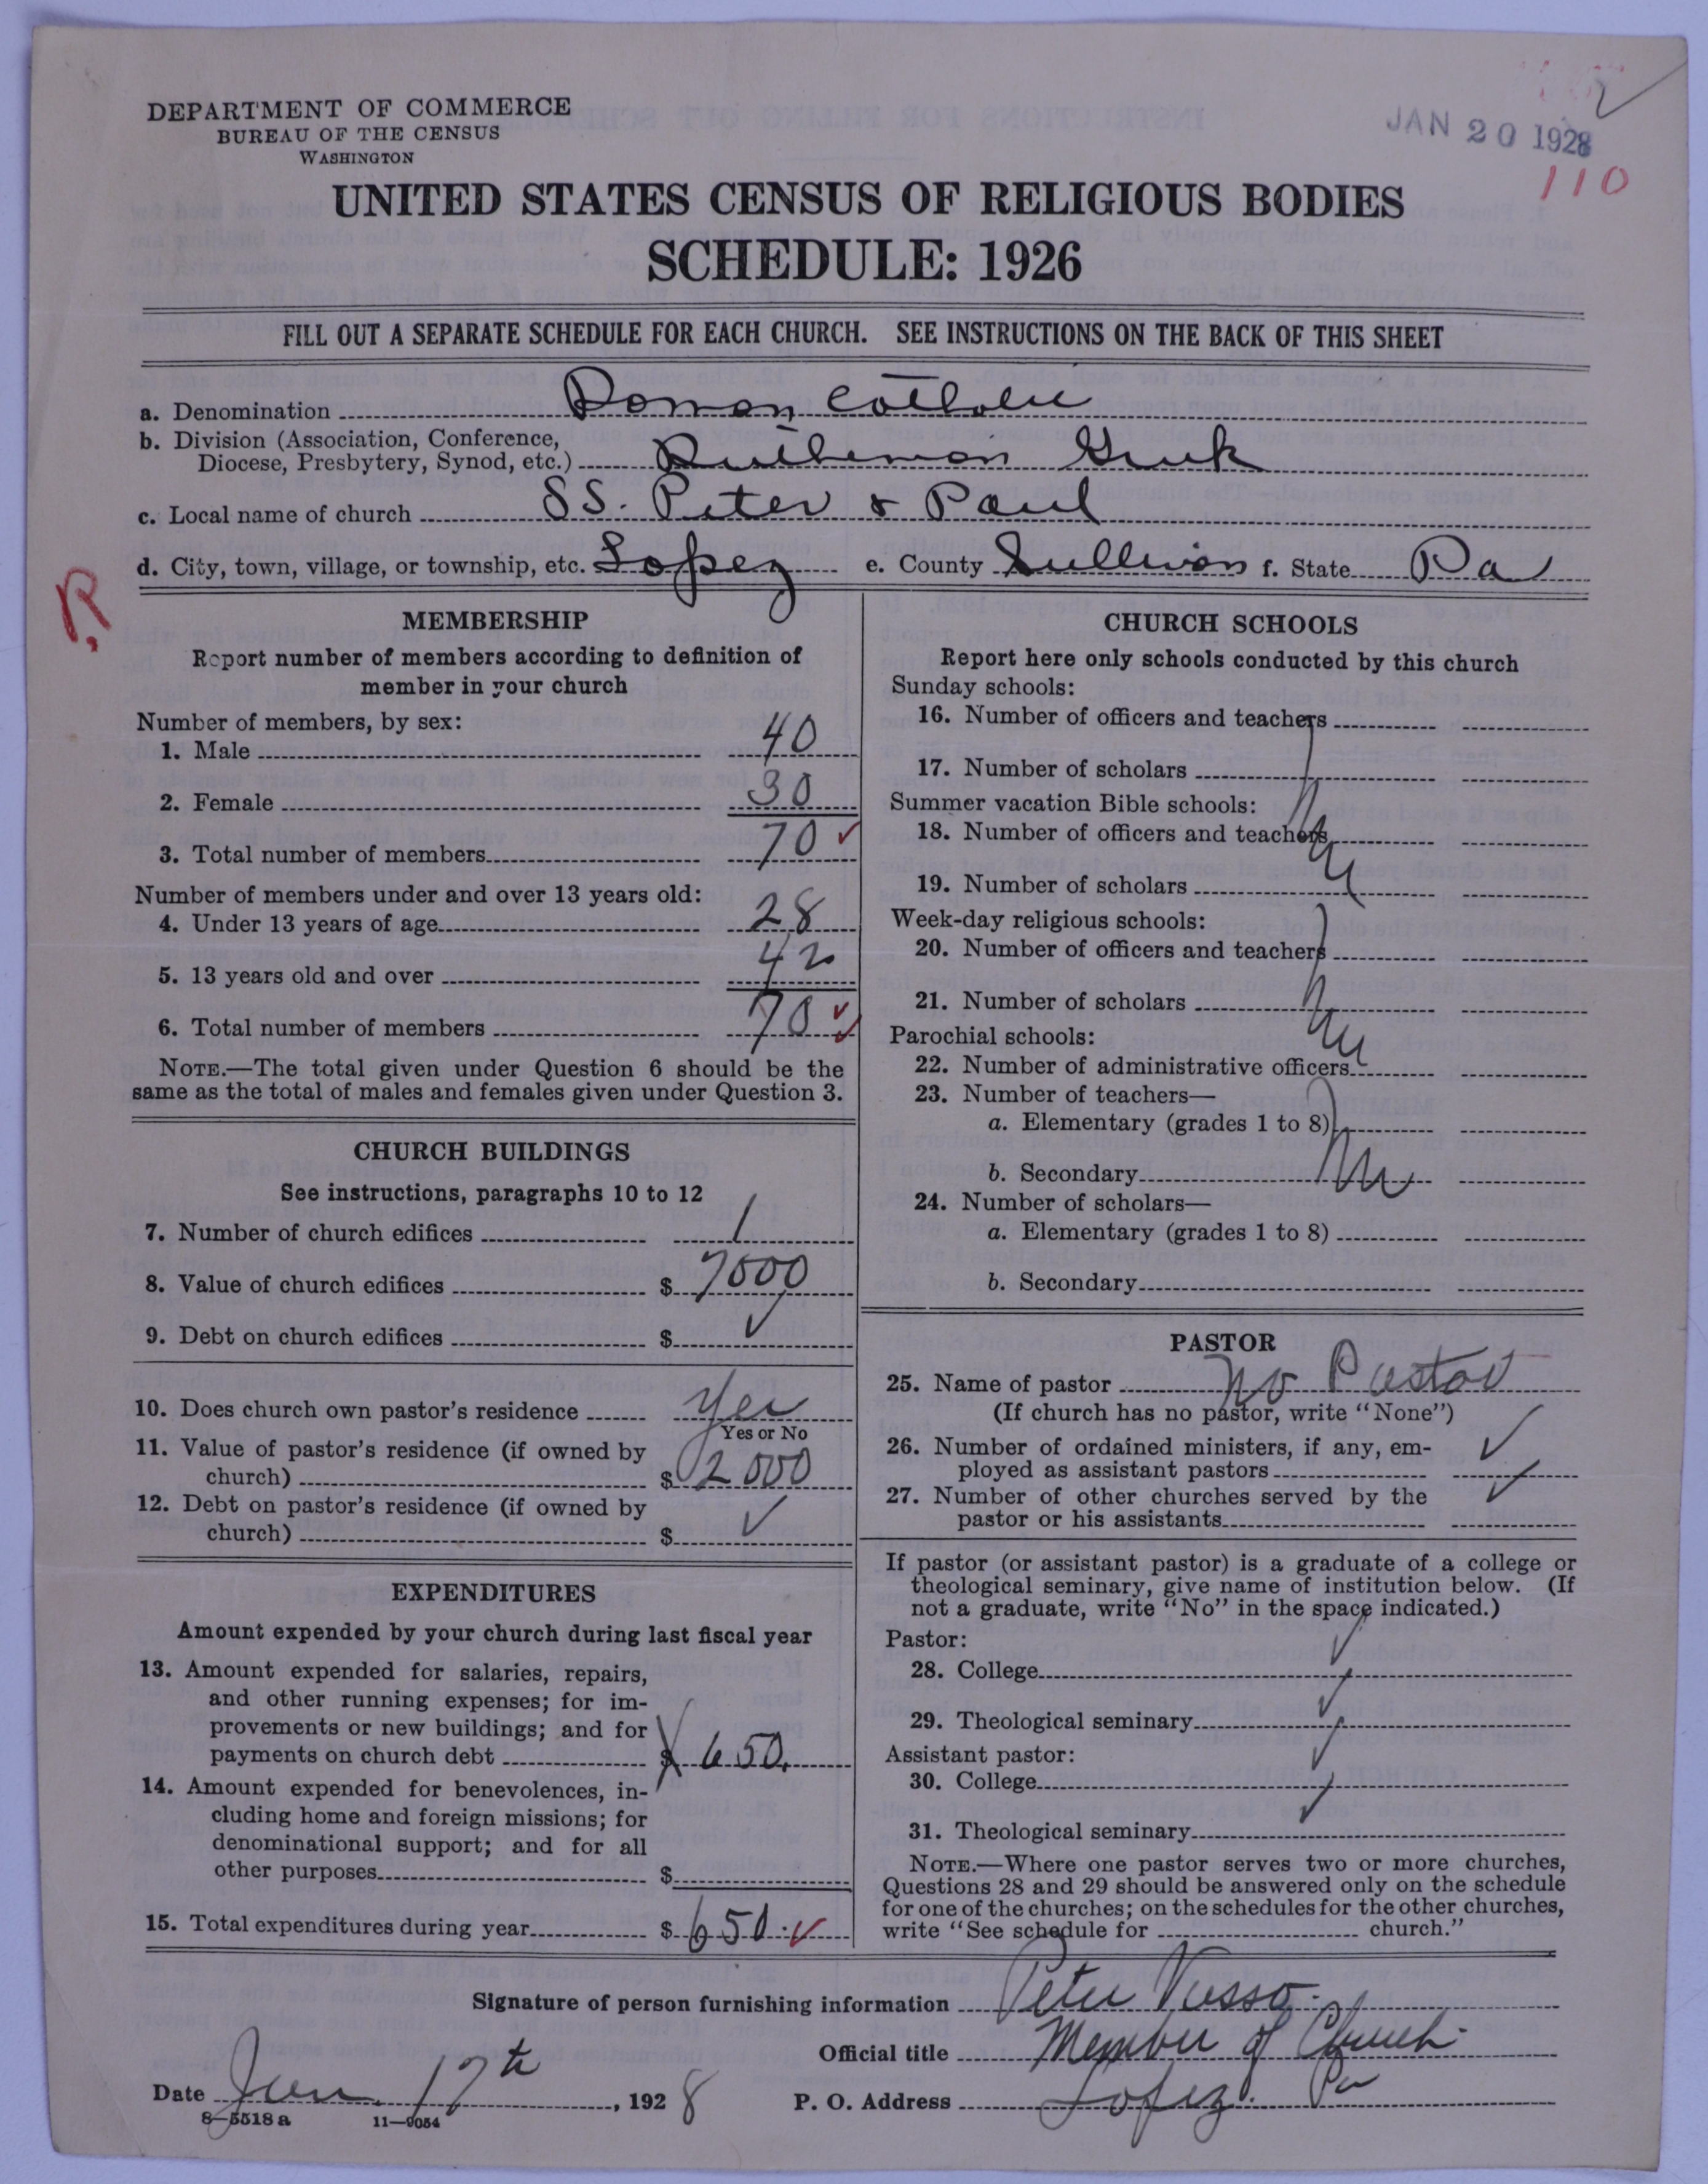 DEPARTMENT OF COMMERCE
BUREAU OF THE CENSUS
WASHINGTON
JAN 20 1928
110
UNITED STATES CENSUS OF RELIGIOUS BODIES
SCHEDULE: 1926
FILL OUT A SEPARATE SCHEDULE FOR EACH CHURCH. SEE INSTRUCTIONS ON THE BACK OF THIS SHEET
a. Denomination Roman Catholic
b. Division (Association, Conference,
Diocese, Presbytery, Synod, etc.) Ruthenian Greek
c. Local name of church SS. Peter & Paul
d. City, town, village, or township, etc. Lopez e. County Sullivan f. State Pa
R.
MEMBERSHIP
Report number of members according to definition of
member in your church
Number of members, by sex:
1. Male 40
2. Female 30
3. Total number of members 70 ✓
Number of members under and over 13 years old:
4. Under 13 years of age 28
5. 13 years old and over 42
6. Total number of members 70 ✓
NOTE.—The total given under Question 6 should be the
same as the total of males and females given under Question 3.
CHURCH BUILDINGS
See instructions, paragraphs 10 to 12
7. Number of church edifices 1
8. Value of church edifices $ 7000
9. Debt on church edifices $ ✓
10. Does church own pastor's residence Yes
Yes or No
11. Value of pastor's residence (if owned by
church) $ 2000
12. Debt on pastor's residence (if owned by
church) $ ✓
EXPENDITURES
Amount expended by your church during last fiscal year
13. Amount expended for salaries, repairs,
and other running expenses; for im-
provements or new buildings; and for
payments on church debt $ 650.
14. Amount expended for benevolences, in-
cluding home and foreign missions; for
denominational support; and for all
other purposes $
15. Total expenditures during year $ 650. ✓
CHURCH SCHOOLS
Report here only schools conducted by this church
Sunday schools:
16. Number of officers and teachers
17. Number of scholars
Summer vacation Bible schools:
18. Number of officers and teachers
19. Number of scholars
Week-day religious schools:
20. Number of officers and teachers
21. Number of scholars
Parochial schools:
22. Number of administrative officers
23. Number of teachers—
a. Elementary (grades 1 to 8)
b. Secondary
24. Number of scholars—
a. Elementary (grades 1 to 8)
b. Secondary
PASTOR
25. Name of pastor No Pastor
(If church has no pastor, write "None")
26. Number of ordained ministers, if any, em-
ployed as assistant pastors ✓
27. Number of other churches served by the
pastor or his assistants ✓
If pastor (or assistant pastor) is a graduate of a college or
theological seminary, give name of institution below. (If
not a graduate, write "No" in the space indicated.)
Pastor:
28. College ✓
29. Theological seminary ✓
Assistant pastor:
30. College ✓
31. Theological seminary ✓
NOTE.—Where one pastor serves two or more churches,
Questions 28 and 29 should be answered only on the schedule
for one of the churches; on the schedules for the other churches,
write "See schedule for church."
Signature of person furnishing information Peter Vusso.
Official title Member of Church
Date Jan. 17th, 1928 P. O. Address Lopez. Pa
8—5518 a 11—9054